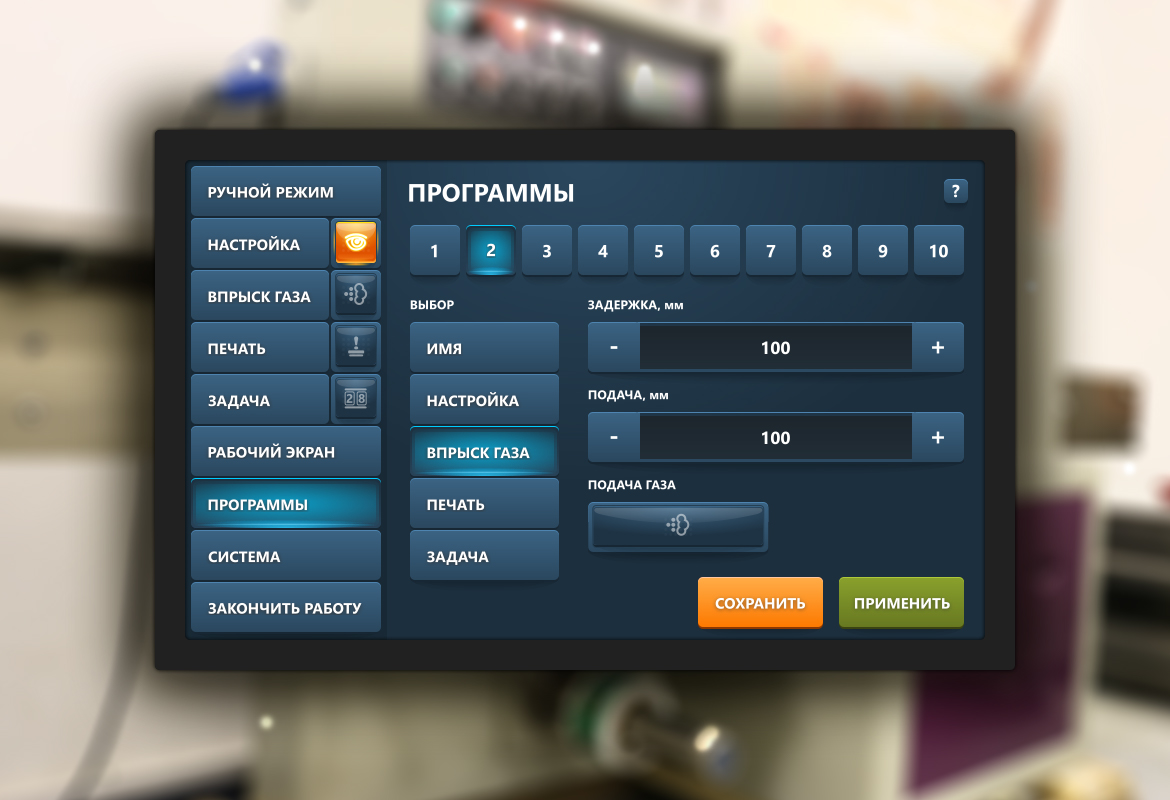 РУЧНОЙ РЕЖИМ
НАСТРОЙКА
ВПРЫСК ГАЗА
ПЕЧАТЬ
ЗАДАЧА
28
РАБОЧИЙ ЭКРАН
ПРОГРАММЫ
СИСТЕМА
ЗАКОНЧИТЬ РАБОТУ
ПРОГРАММЫ
?
1 2 3 4 5 6 7 8 9 10
ВЫБОР
ИМЯ
НАСТРОЙКА
ВПРЫСК ГАЗА
ПЕЧАТЬ
ЗАДАЧА
ЗАДЕРЖКА, мм
- 100 +
ПОДАЧА, мм
- 100 +
ПОДАЧА ГАЗА
СОХРАНИТЬ
ПРИМЕНИТЬ